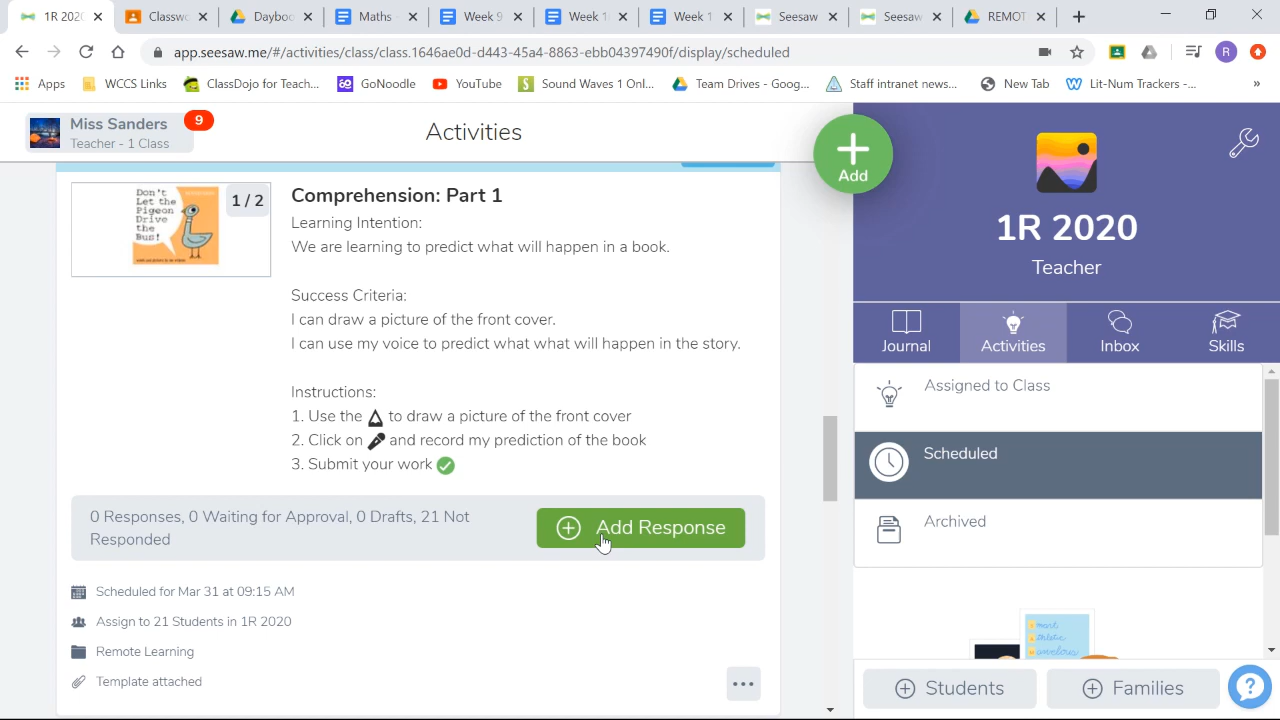 1R 202
Classw
Daybo
Maths -
Week 9
Week 1
Week 1
Seesaw
Seesaw
REMOT
app.seesaw.me/#/activities/class/class.1646ae0d-d443-45a4-8863-ebb04397490f/display/scheduled
R
Apps
WCCS Links
ClassDojo for Teach...
GoNoodle
YouTube
Sound Waves 1 Onl...
Team Drives - Goog...
Staff intranet news...
New Tab
Lit-Num Trackers -...
»
Miss Sanders
Teacher - 1 Class
9
Activities
Add
1R 2020
Teacher
Journal
Activities
Inbox
Skills
Don't
Let the
Pigeon
Drive
the
Bus!
1 / 2
Comprehension: Part 1
Learning Intention:
We are learning to predict what will happen in a book.
Success Criteria:
I can draw a picture of the front cover.
I can use my voice to predict what what will happen in the story.
Instructions:
1. Use the to draw a picture of the front cover
2. Click on and record my prediction of the book
3. Submit your work
0 Responses, 0 Waiting for Approval, 0 Drafts, 21 Not
Responded
Add Response
Scheduled for Mar 31 at 09:15 AM
Assign to 21 Students in 1R 2020
Remote Learning
Template attached
Assigned to Class
Scheduled
Archived
smart
Students
Families
?